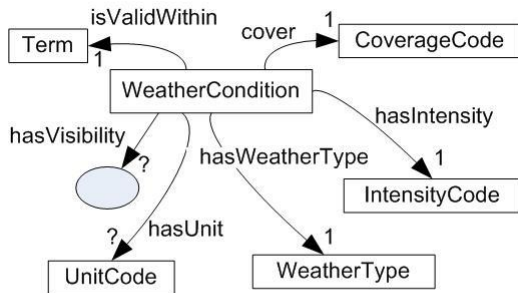 isValidWithin
cover
1
Term
1
CoverageCode
WeatherCondition
hasVisibility
?
hasWeatherType
hasIntensity
1
IntensityCode
?
hasUnit
1
UnitCode
WeatherType